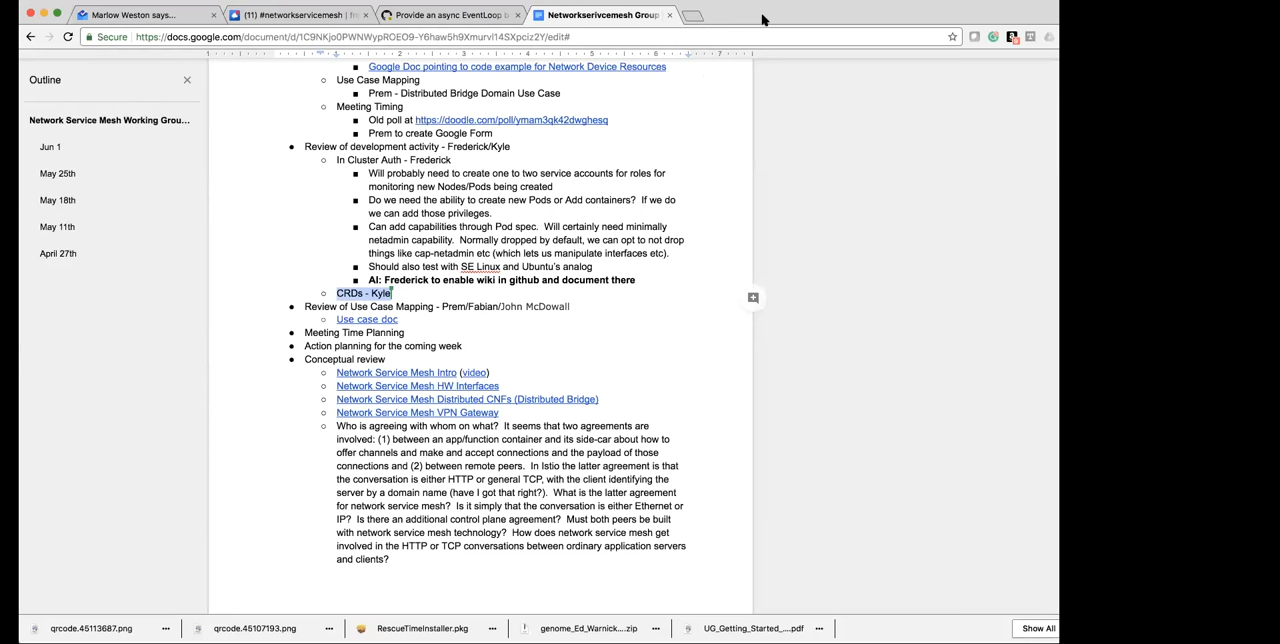 Marlow Weston says...
(11) #networkservicemesh | fre
Provide an async EventLoop b
Networkserivcemesh Group
Secure
https://docs.google.com/document/d/1C9NKjo0PWNWypROEO9-Y6haw5h9Xmurvl14SXpciz2Y/edit#
1 2 3 4 5 6 7
Outline
Network Service Mesh Working Grou...
Jun 1
May 25th
May 18th
May 11th
April 27th
Google Doc pointing to code example for Network Device Resources
Use Case Mapping
Prem - Distributed Bridge Domain Use Case
Meeting Timing
Old poll at https://doodle.com/poll/ymam3qk42dwghesq
Prem to create Google Form
Review of development activity - Frederick/Kyle
In Cluster Auth - Frederick
Will probably need to create one to two service accounts for roles for
monitoring new Nodes/Pods being created
Do we need the ability to create new Pods or Add containers? If we do
we can add those privileges.
Can add capabilities through Pod spec. Will certainly need minimally
netadmin capability. Normally dropped by default, we can opt to not drop
things like cap-netadmin etc (which lets us manipulate interfaces etc).
Should also test with SE Linux and Ubuntu's analog
AI: Frederick to enable wiki in github and document there
CRDs - Kyle
Review of Use Case Mapping - Prem/Fabian/John McDowall
Use case doc
Meeting Time Planning
Action planning for the coming week
Conceptual review
Network Service Mesh Intro (video)
Network Service Mesh HW Interfaces
Network Service Mesh Distributed CNFs (Distributed Bridge)
Network Service Mesh VPN Gateway
Who is agreeing with whom on what? It seems that two agreements are
involved: (1) between an app/function container and its side-car about how to
offer channels and make and accept connections and the payload of those
connections and (2) between remote peers. In Istio the latter agreement is that
the conversation is either HTTP or general TCP, with the client identifying the
server by a domain name (have I got that right?). What is the latter agreement
for network service mesh? Is it simply that the conversation is either Ethernet or
IP? Is there an additional control plane agreement? Must both peers be built
with network service mesh technology? How does network service mesh get
involved in the HTTP or TCP conversations between ordinary application servers
and clients?
qrcode.45113687.png
qrcode.45107193.png
RescueTimeInstaller.pkg
genome_Ed_Warnick....zip
UG_Getting_Started_....pdf
Show All